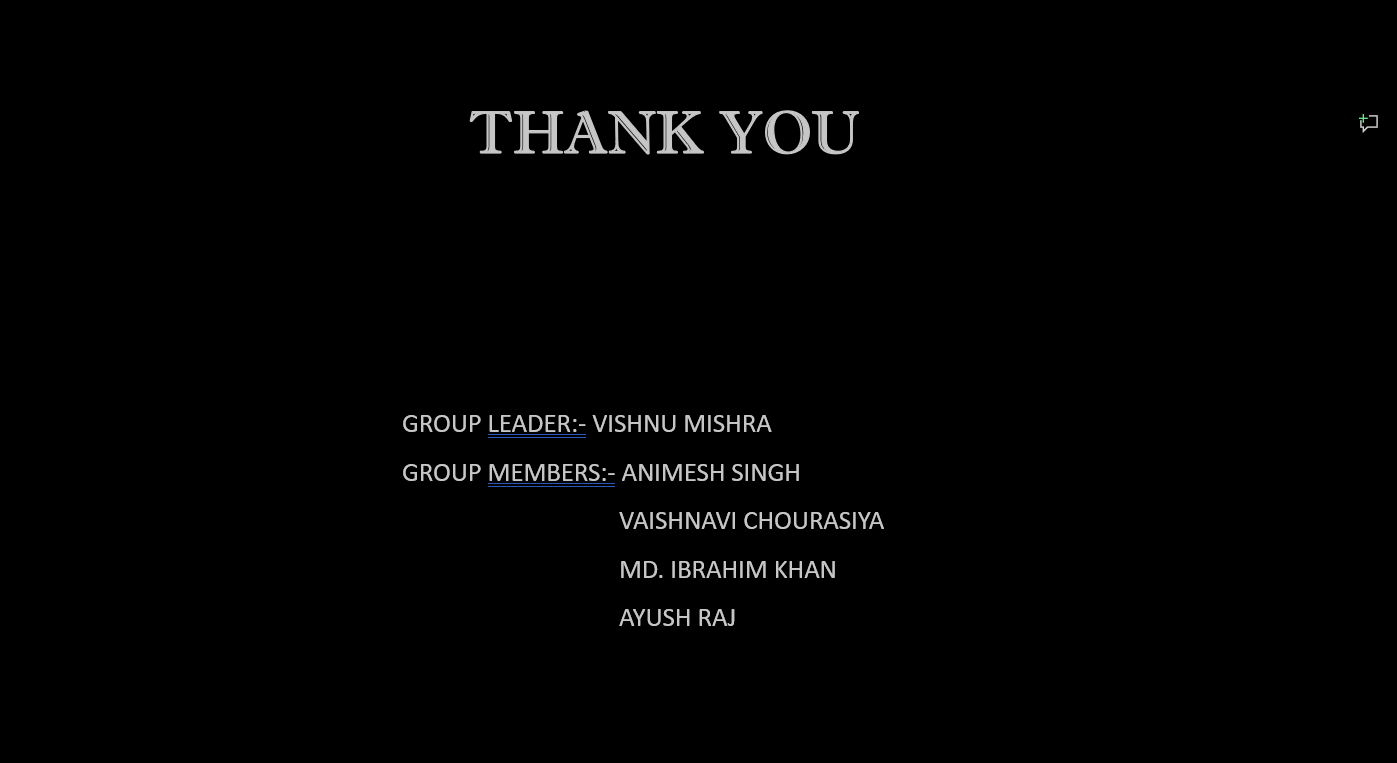 THANK YOU
GROUP LEADER:- VISHNU MISHRA
GROUP MEMBERS:- ANIMESH SINGH
VAISHNAVI CHOURASIYA
MD. IBRAHIM KHAN
AYUSH RAJ